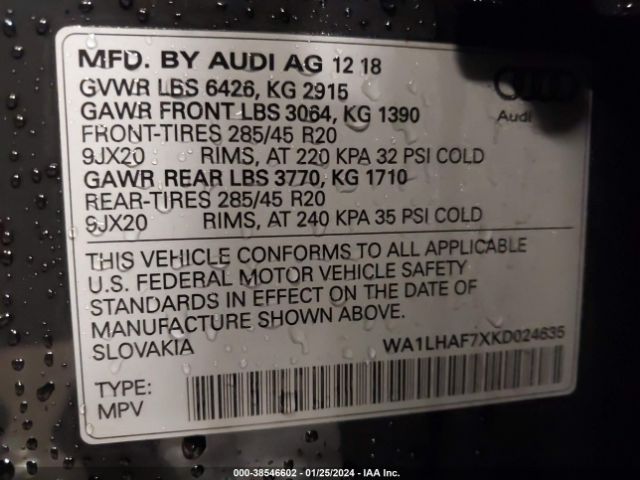 MFD. BY AUDI AG 12 18
GVWR LBS 6426, KG 2915
GAWR FRONT LBS 3064, KG 1390
FRONT-TIRES 285/45 R20
9JX20 RIMS, AT 220 KPA 32 PSI COLD
GAWR REAR LBS 3770, KG 1710
REAR-TIRES 285/45 R20
9JX20 RIMS, AT 240 KPA 35 PSI COLD
Audi
THIS VEHICLE CONFORMS TO ALL APPLICABLE
U.S. FEDERAL MOTOR VEHICLE SAFETY
STANDARDS IN EFFECT ON THE DATE OF
MANUFACTURE SHOWN ABOVE.
SLOVAKIA WA1LHAF7XKD024635
TYPE:
MPV
000-38546602 - 01/25/2024 - IAA Inc.